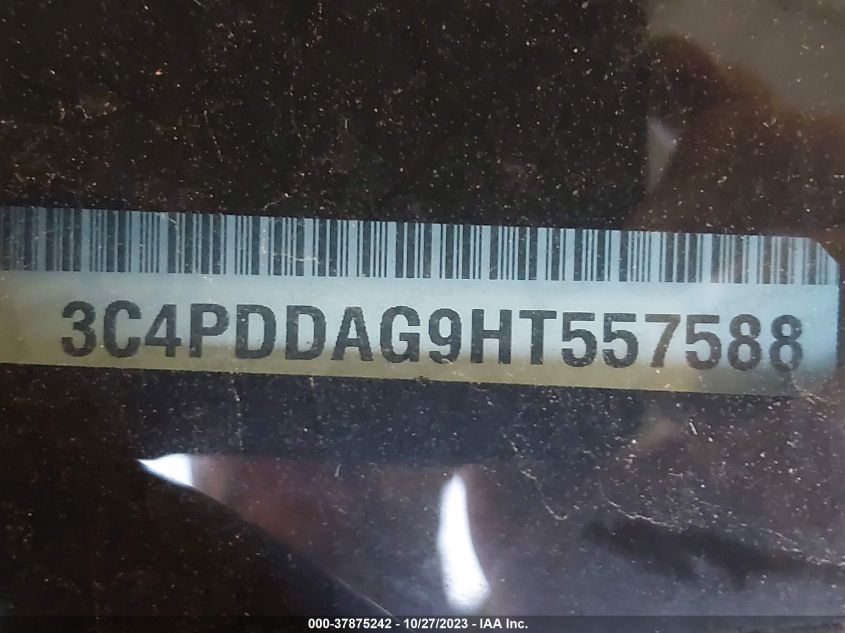 3C4PDDAG9HT557588
000-37875242 - 10/27/2023 - IAA Inc.